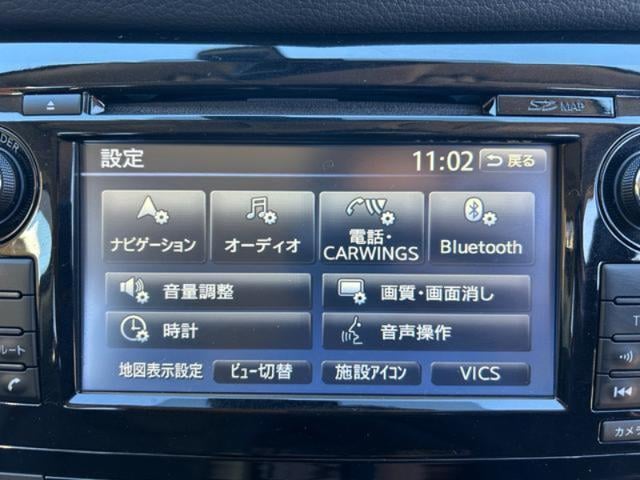 SD MAP
設定 11:02 戻る
ナビゲーション オーディオ 電話・CARWINGS Bluetooth
音量調整 画質・画面消し
時計 音声操作
地図表示設定 ビュー切替 施設アイコン VICS
カメラ